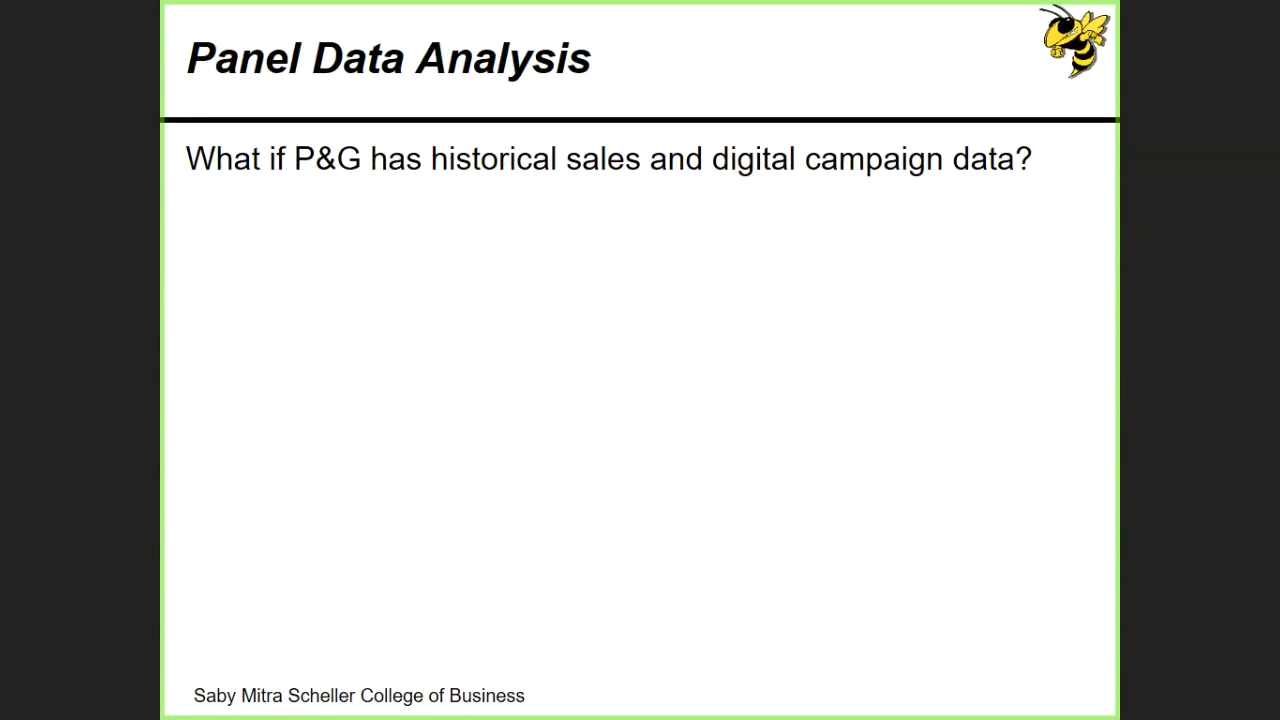 Panel Data Analysis
What if P&G has historical sales and digital campaign data?
Saby Mitra Scheller College of Business